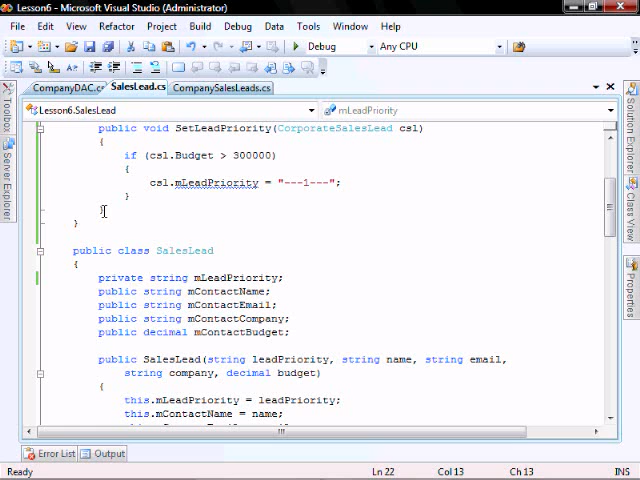 Lesson6 - Microsoft Visual Studio (Administrator)
File Edit View Refactor Project Build Debug Data Tools Test Window Help
Debug Any CPU csl
CompanyDAC.cs SalesLead.cs CompanySalesLeads.cs
Lesson6.SalesLead mLeadPriority
public void SetLeadPriority(CorporateSalesLead csl)
{
if (csl.Budget > 300000)
{
csl.mLeadPriority = "---1---";
}
}
}
public class SalesLead
{
private string mLeadPriority;
public string mContactName;
public string mContactEmail;
public string mContactCompany;
public decimal mContactBudget;
public SalesLead(string leadPriority, string name, string email,
string company, decimal budget)
{
this.mLeadPriority = leadPriority;
this.mContactName = name;
Toolbox
Server Explorer
Solution Explorer
Class View
Properties
Error List Output
Ready Ln 22 Col 13 Ch 13 INS